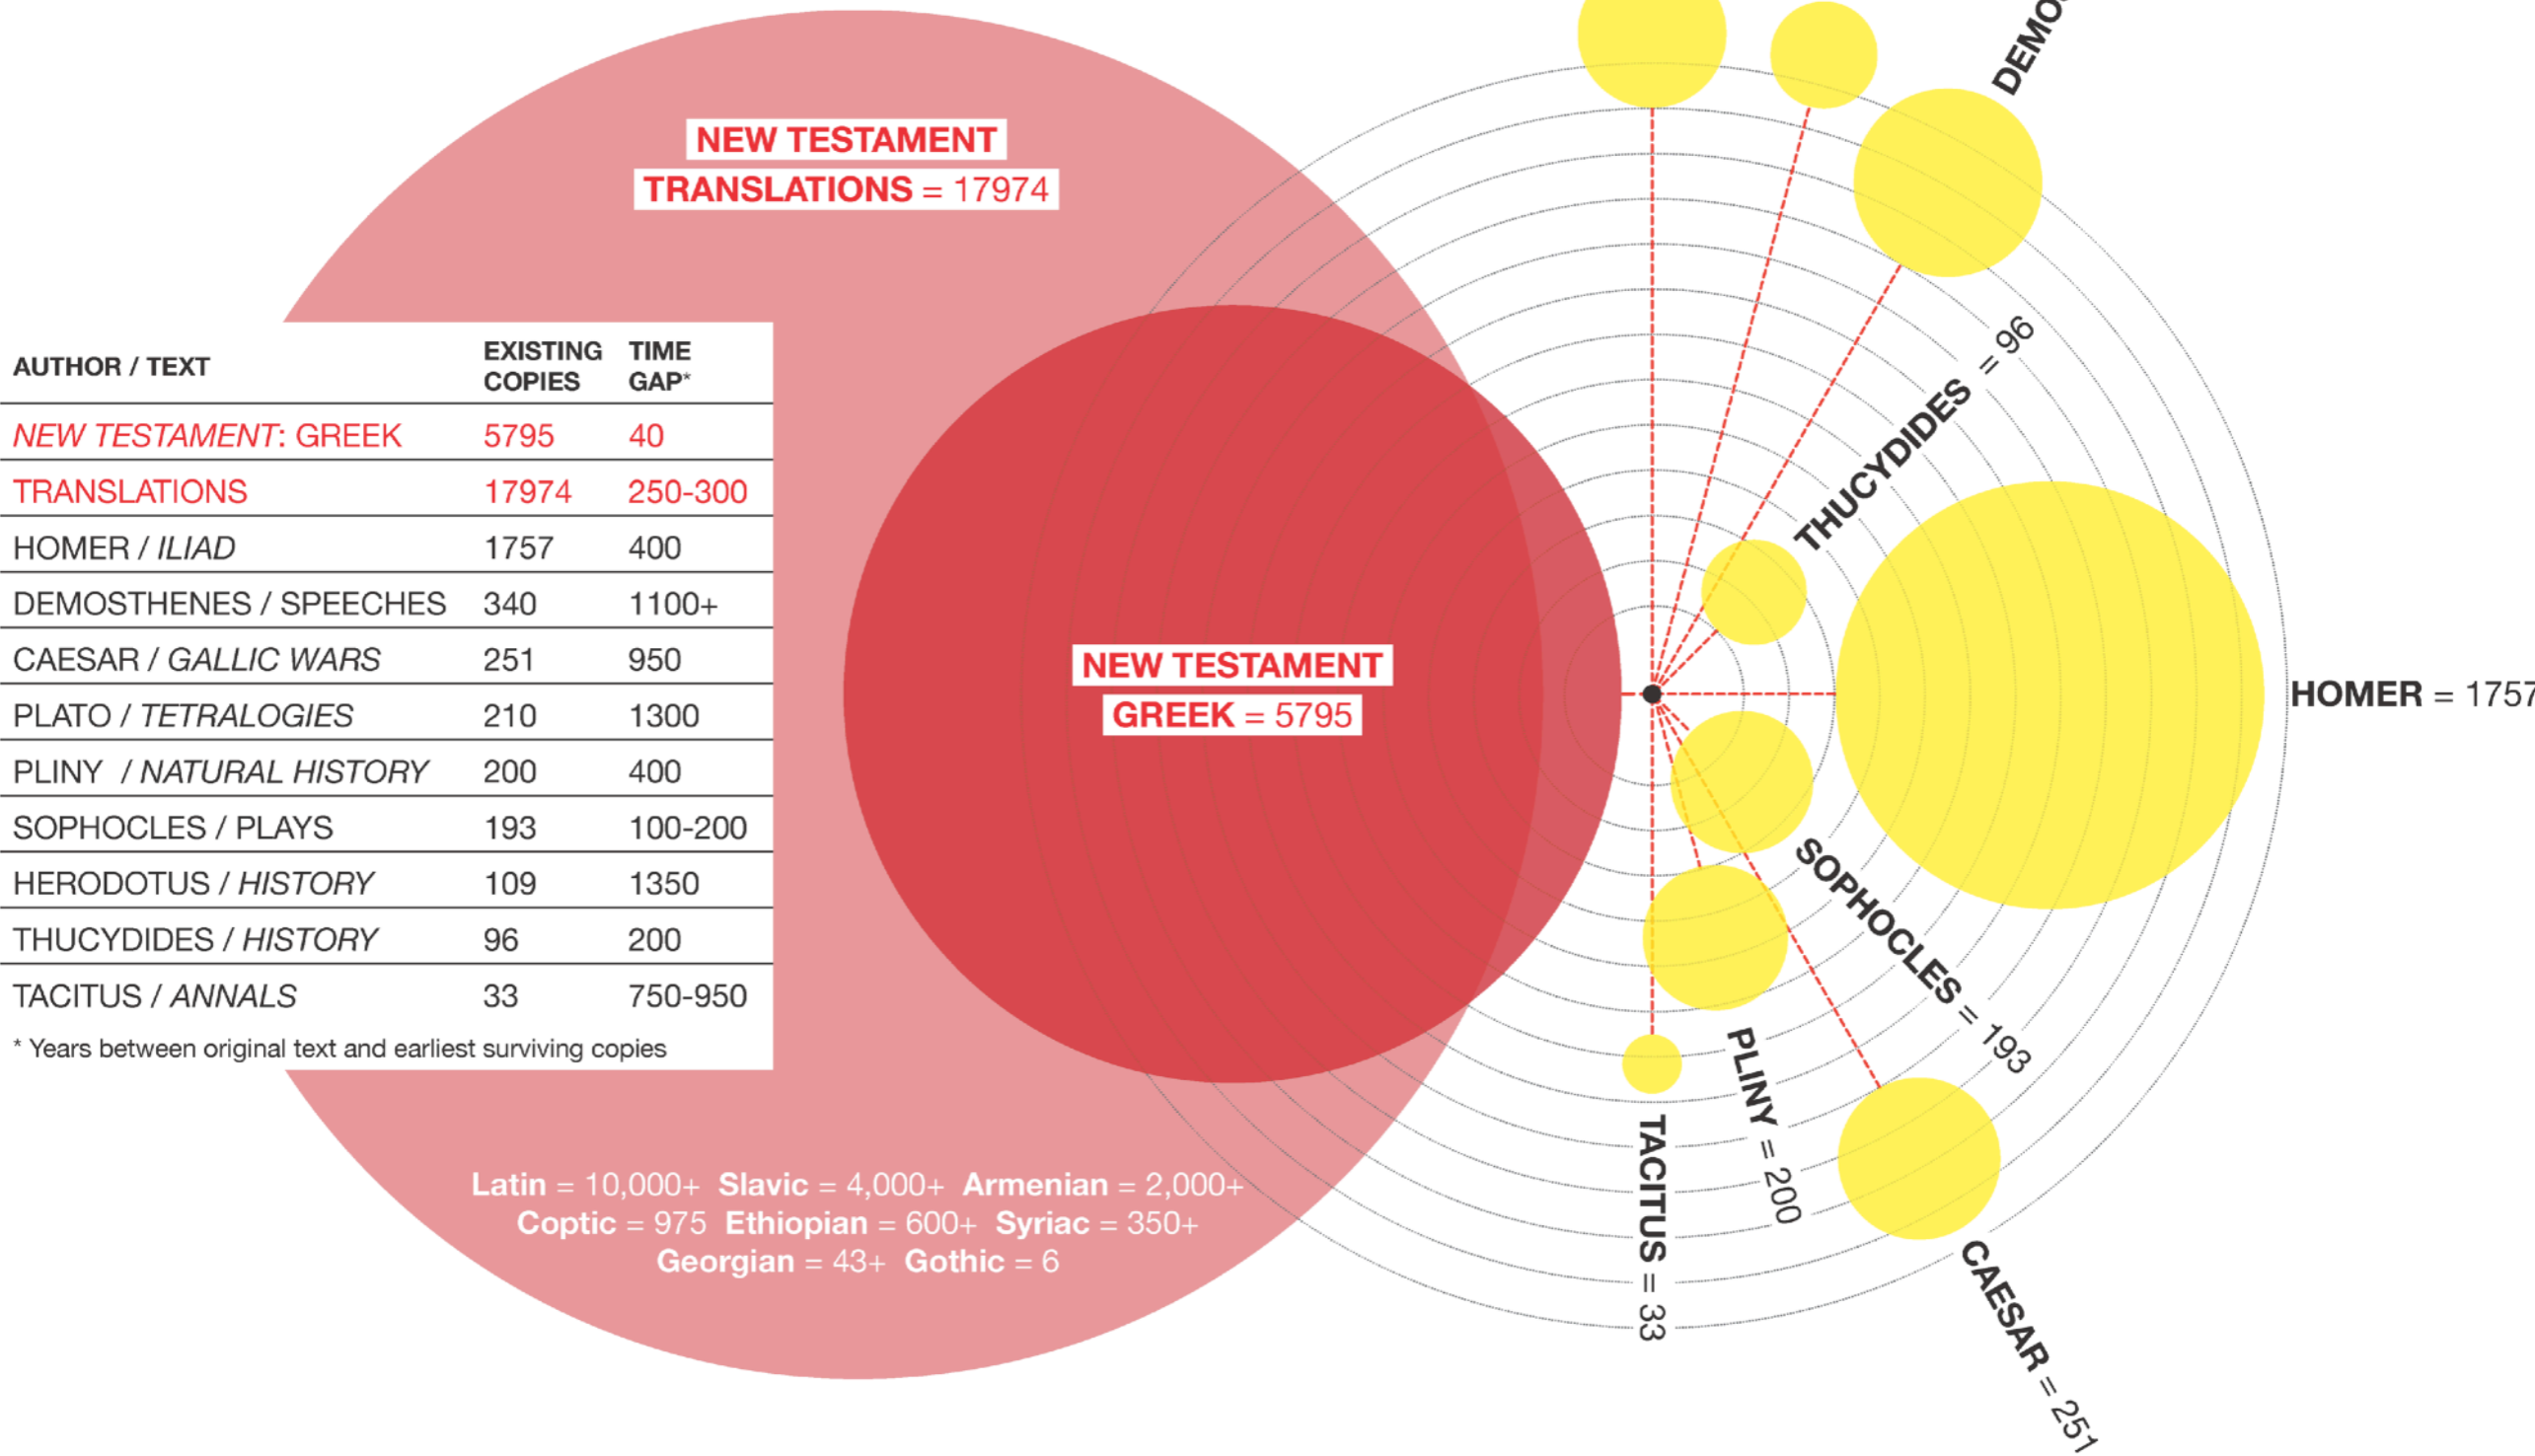 NEW TESTAMENT
TRANSLATIONS = 17974
AUTHOR / TEXT EXISTING COPIES TIME GAP*
NEW TESTAMENT: GREEK 5795 40
TRANSLATIONS 17974 250-300
HOMER / ILIAD 1757 400
DEMOSTHENES / SPEECHES 340 1100+
CAESAR / GALLIC WARS 251 950
PLATO / TETRALOGIES 210 1300
PLINY / NATURAL HISTORY 200 400
SOPHOCLES / PLAYS 193 100-200
HERODOTUS / HISTORY 109 1350
THUCYDIDES / HISTORY 96 200
TACITUS / ANNALS 33 750-950
* Years between original text and earliest surviving copies
NEW TESTAMENT
GREEK = 5795
Latin = 10,000+ Slavic = 4,000+ Armenian = 2,000+
Coptic = 975 Ethiopian = 600+ Syriac = 350+
Georgian = 43+ Gothic = 6
THUCYDIDES = 96
HOMER = 1757
SOPHOCLES = 193
PLINY = 200
TACITUS = 33
CAESAR = 251